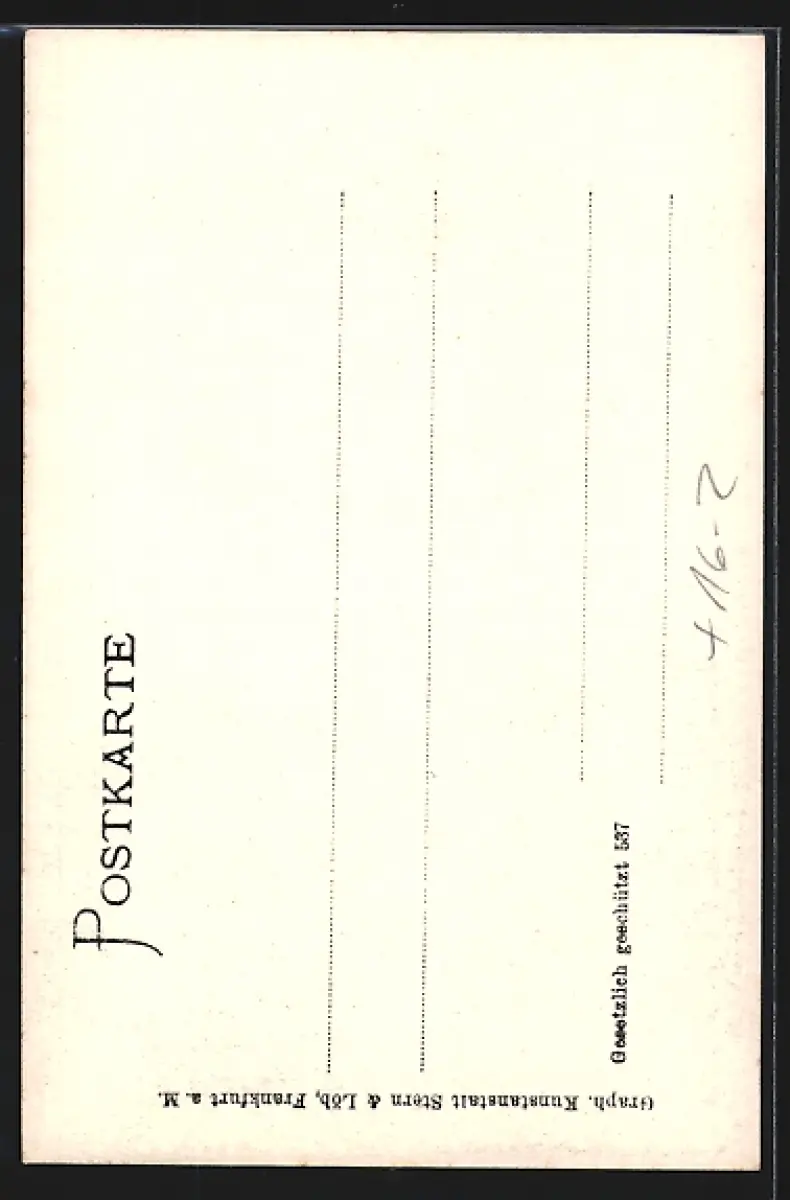 POSTKARTE
Gesetzlich geschützt 537
Graph. Kunstanstalt Stern & Löb, Frankfurt a. M.
+ 16-2